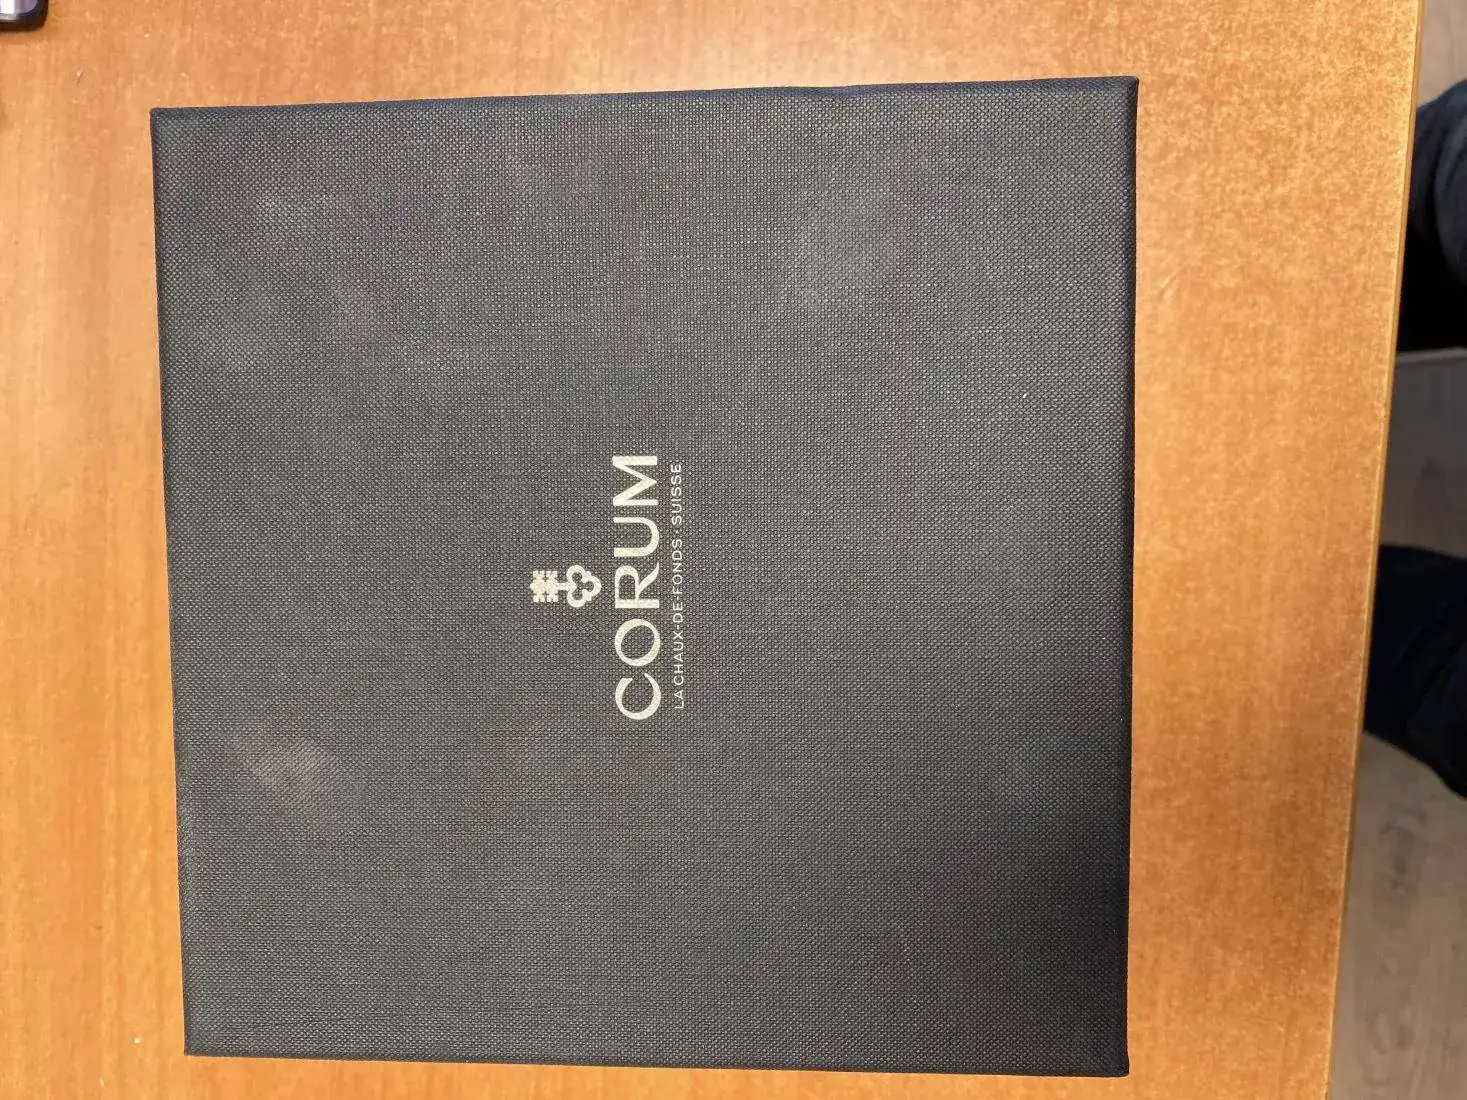 CORUM
LA CHAUX-DE-FONDS · SUISSE